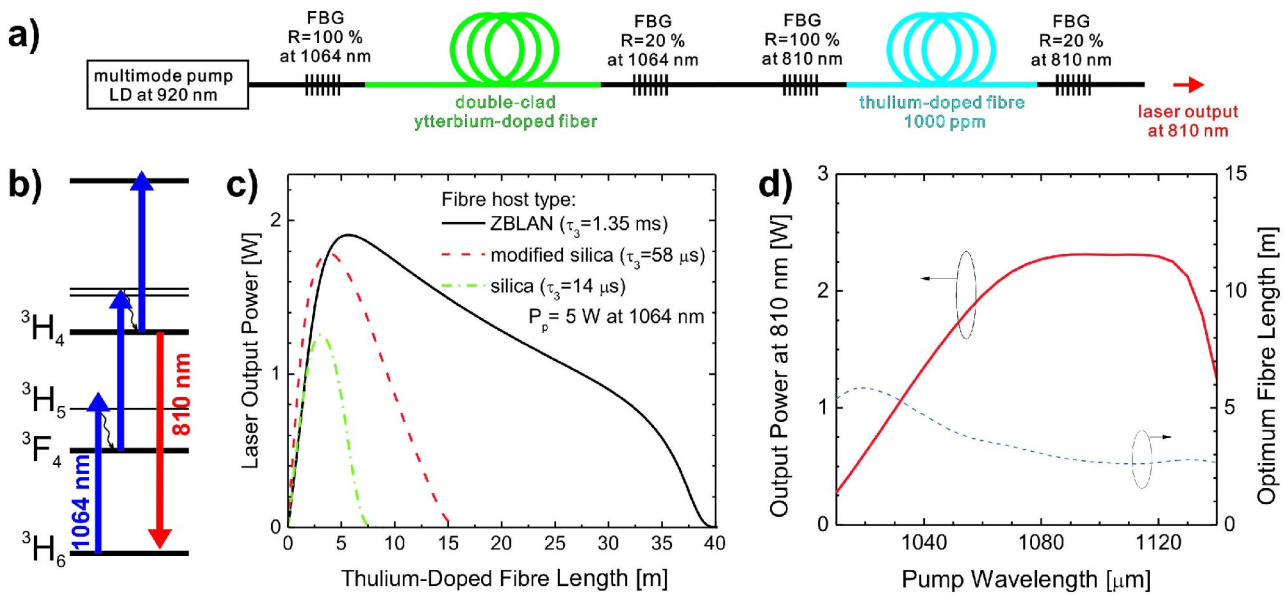 a)
multimode pump
LD at 920 nm
FBG
R=100 %
at 1064 nm
double-clad
ytterbium-doped fiber
FBG
R=20 %
at 1064 nm
FBG
R=100 %
at 810 nm
thulium-doped fibre
1000 ppm
FBG
R=20 %
at 810 nm
laser output
at 810 nm
b)
³H₄
³H₅
³F₄
³H₆
1064 nm
810 nm
c)
Laser Output Power [W]
2
1
0
Fibre host type:
ZBLAN (τ₃=1.35 ms)
modified silica (τ₃=58 μs)
silica (τ₃=14 μs)
Pₚ= 5 W at 1064 nm
0 5 10 15 20 25 30 35 40
Thulium-Doped Fibre Length [m]
d)
Output Power at 810 nm [W]
3
2
1
0
15
10
5
0
Optimum Fibre Length [m]
1040 1080 1120
Pump Wavelength [μm]